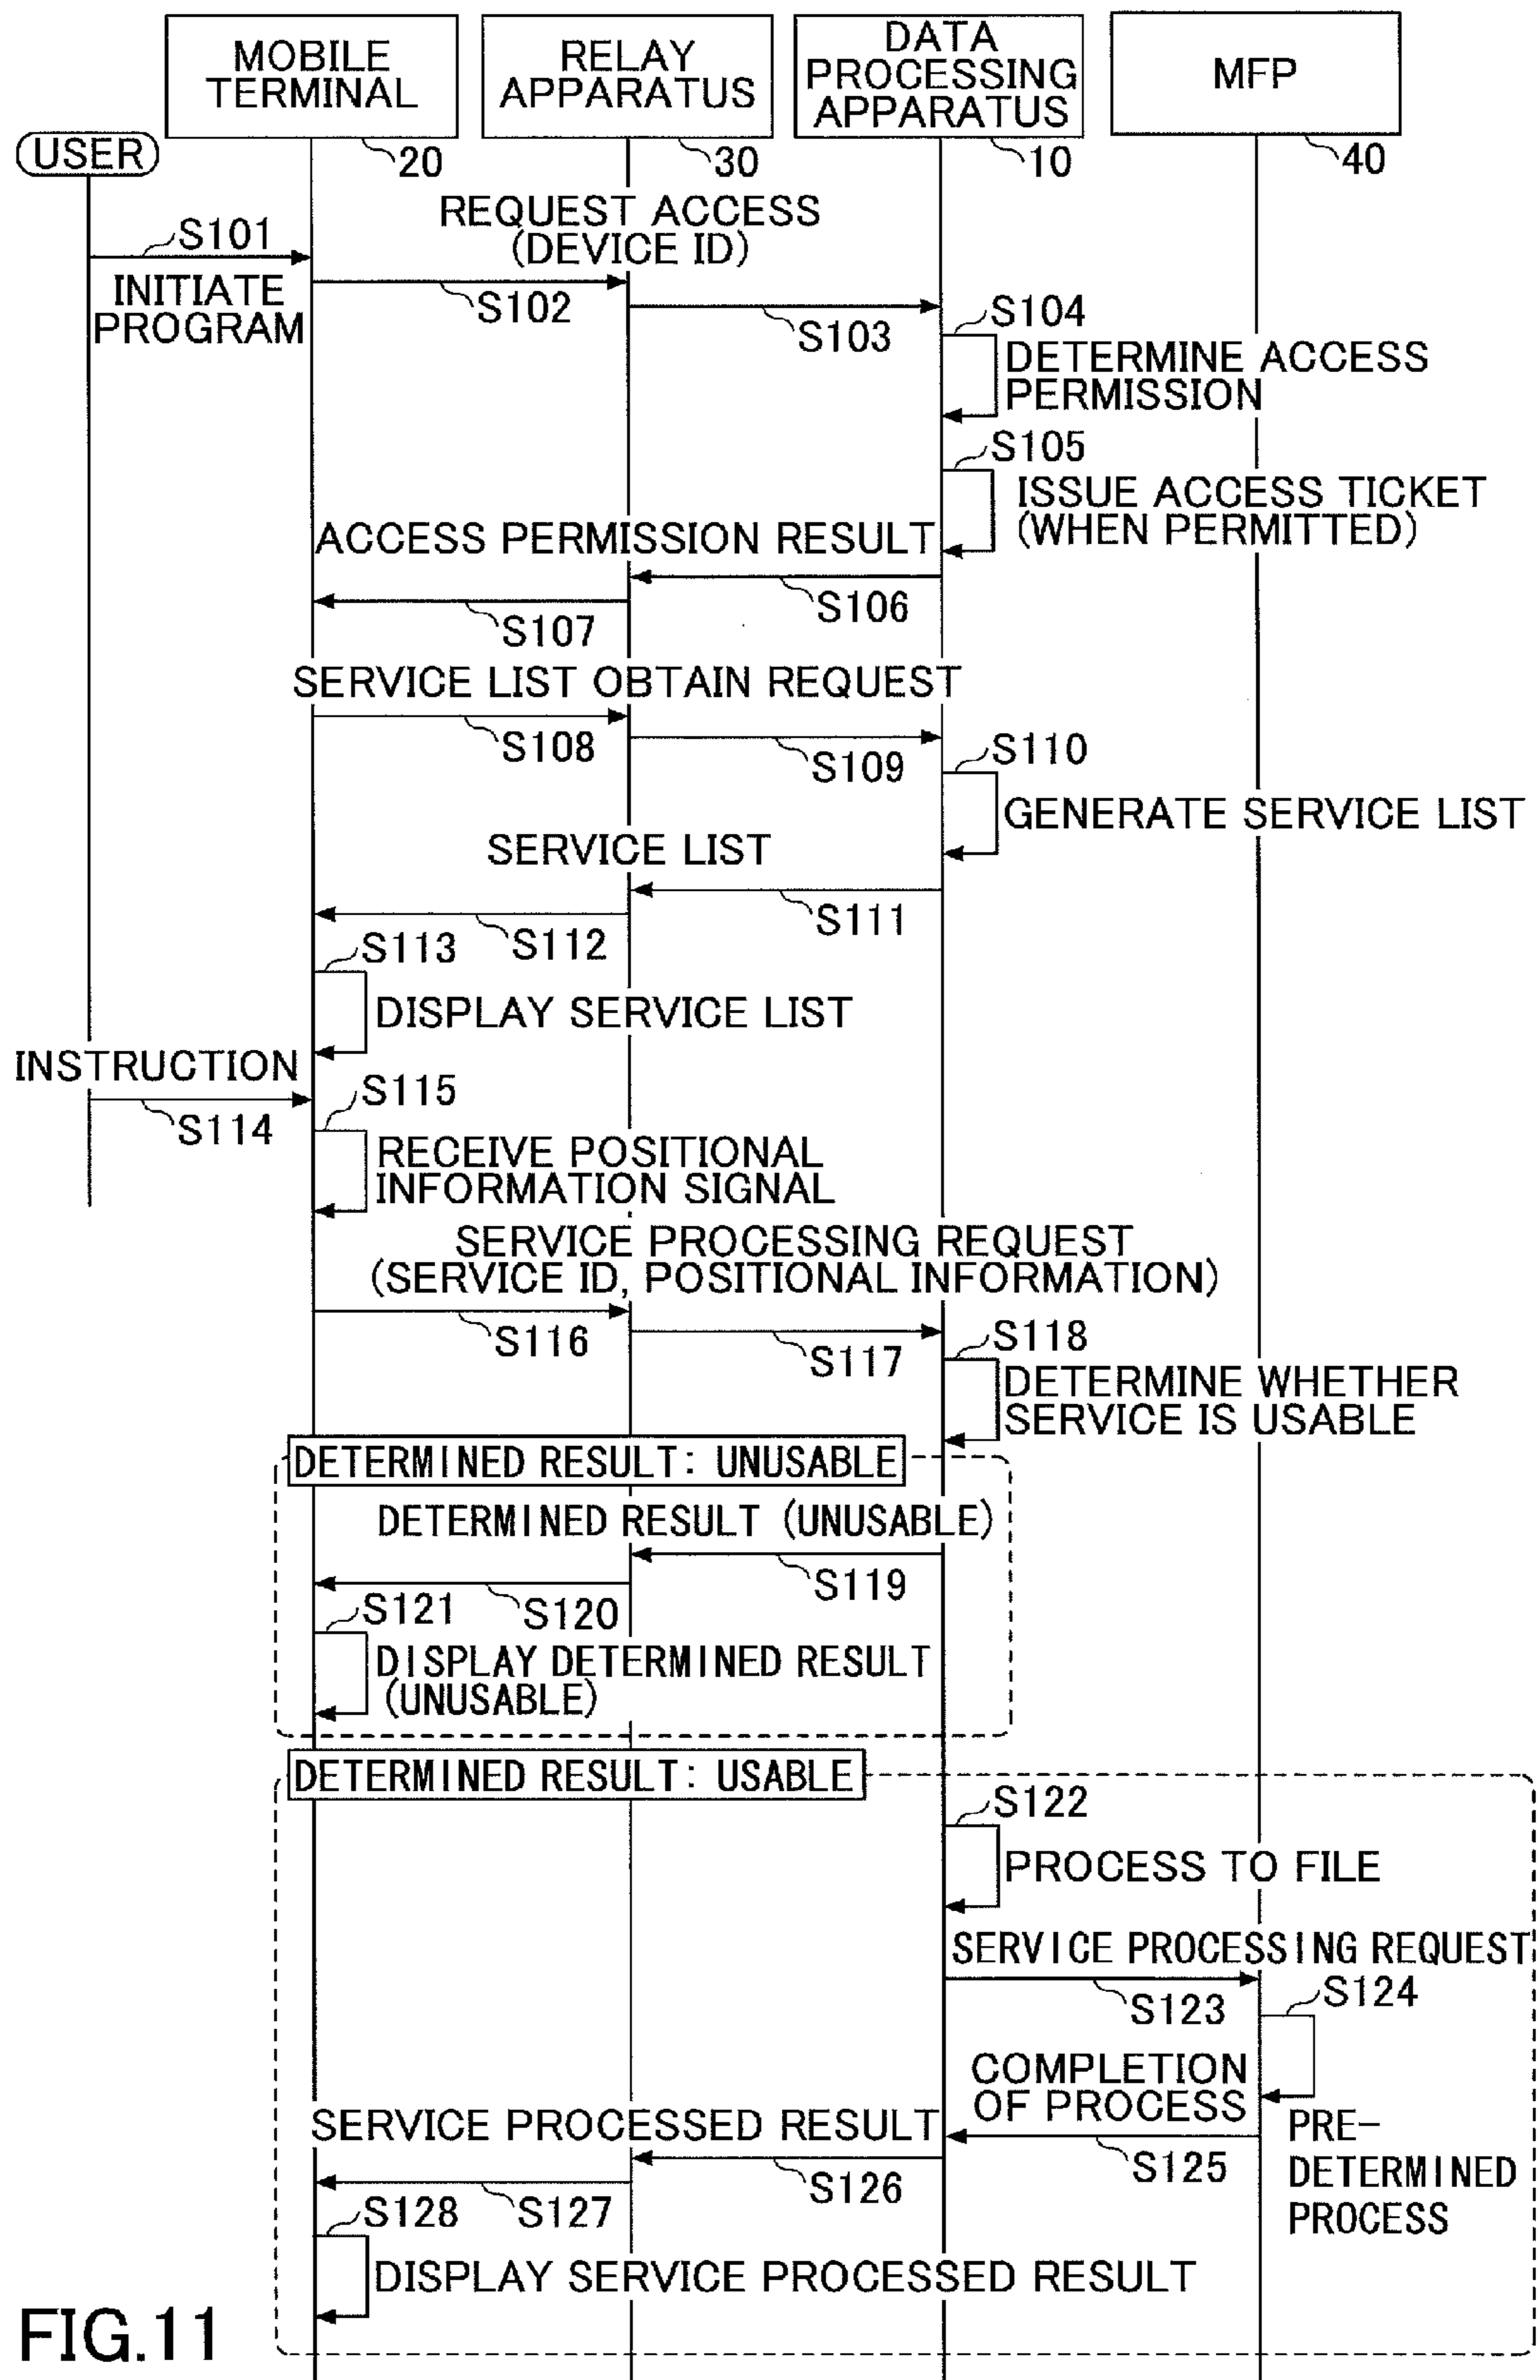 MOBILE
TERMINAL
RELAY
APPARATUS
DATA
PROCESSING
APPARATUS
MFP
USER
20
30
10
40
REQUEST ACCESS
(DEVICE ID)
S101
INITIATE
PROGRAM
S102
S103
S104
DETERMINE ACCESS
PERMISSION
S105
ISSUE ACCESS TICKET
(WHEN PERMITTED)
ACCESS PERMISSION RESULT
S106
S107
SERVICE LIST OBTAIN REQUEST
S108
S109
S110
GENERATE SERVICE LIST
SERVICE LIST
S111
S112
S113
DISPLAY SERVICE LIST
INSTRUCTION
S114
S115
RECEIVE POSITIONAL
INFORMATION SIGNAL
SERVICE PROCESSING REQUEST
(SERVICE ID, POSITIONAL INFORMATION)
S116
S117
S118
DETERMINE WHETHER
SERVICE IS USABLE
DETERMINED RESULT: UNUSABLE
DETERMINED RESULT (UNUSABLE)
S119
S120
S121
DISPLAY DETERMINED RESULT
(UNUSABLE)
DETERMINED RESULT: USABLE
S122
PROCESS TO FILE
SERVICE PROCESSING REQUEST
S123
S124
COMPLETION
OF PROCESS
PRE-
DETERMINED
PROCESS
S125
SERVICE PROCESSED RESULT
S126
S127
S128
DISPLAY SERVICE PROCESSED RESULT
FIG.11